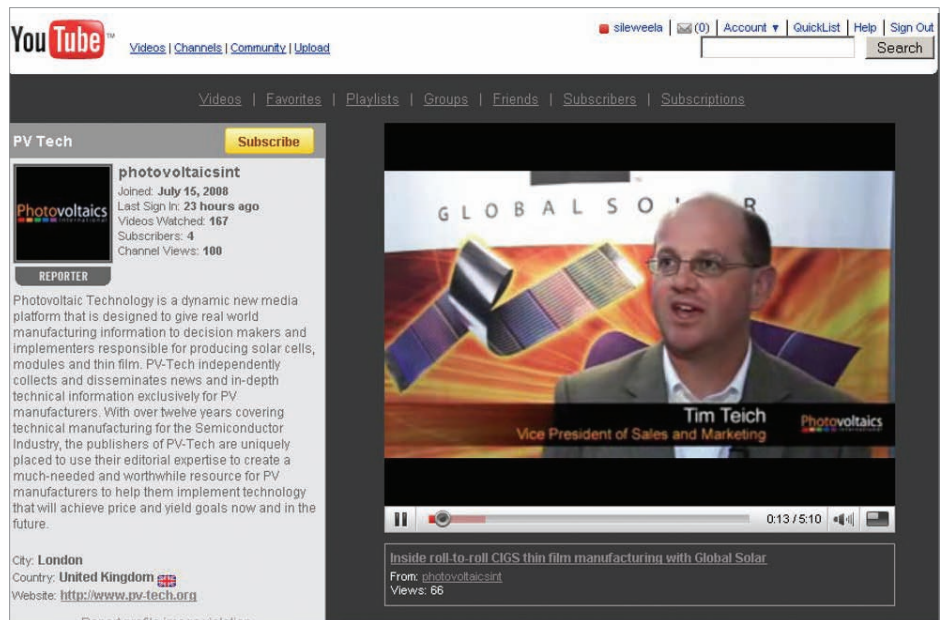 You Tube ™
Videos | Channels | Community | Upload
sileweela | (0) | Account ▼ | QuickList | Help | Sign Out
Search
Videos | Favorites | Playlists | Groups | Friends | Subscribers | Subscriptions
PV Tech
Subscribe
Photovoltaics
international
REPORTER
photovoltaicsint
Joined: July 15, 2008
Last Sign In: 23 hours ago
Videos Watched: 167
Subscribers: 4
Channel Views: 100
Photovoltaic Technology is a dynamic new media
platform that is designed to give real world
manufacturing information to decision makers and
implementers responsible for producing solar cells,
modules and thin film. PV-Tech independently
collects and disseminates news and in-depth
technical information exclusively for PV
manufacturers. With over twelve years covering
technical manufacturing for the Semiconductor
Industry, the publishers of PV-Tech are uniquely
placed to use their editorial expertise to create a
much-needed and worthwhile resource for PV
manufacturers to help them implement technology
that will achieve price and yield goals now and in the
future.
City: London
Country: United Kingdom
Website: http://www.pv-tech.org
GLOBAL SO R
Tim Teich
Vice President of Sales and Marketing
Photovoltaics
international
0:13 / 5:10
Inside roll-to-roll CIGS thin film manufacturing with Global Solar
From: photovoltaicsint
Views: 66